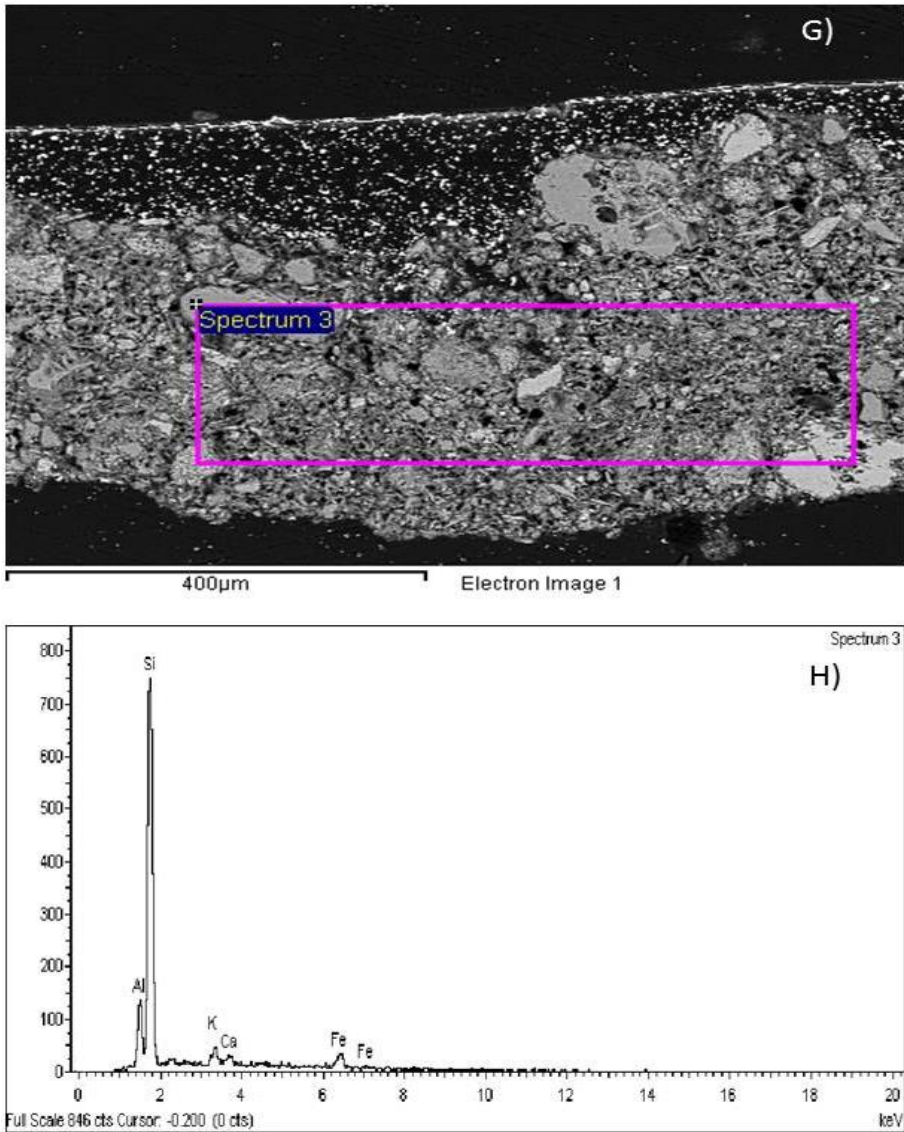 G)
Spectrum 3
400µm Electron Image 1
Spectrum 3
H)
800
700
600
500
400
300
200
100
0
Si
Al
K
Ca
Fe
Fe
0 2 4 6 8 10 12 14 16 18 20
Full Scale 846 cts Cursor: -0.200 (0 cts) keV